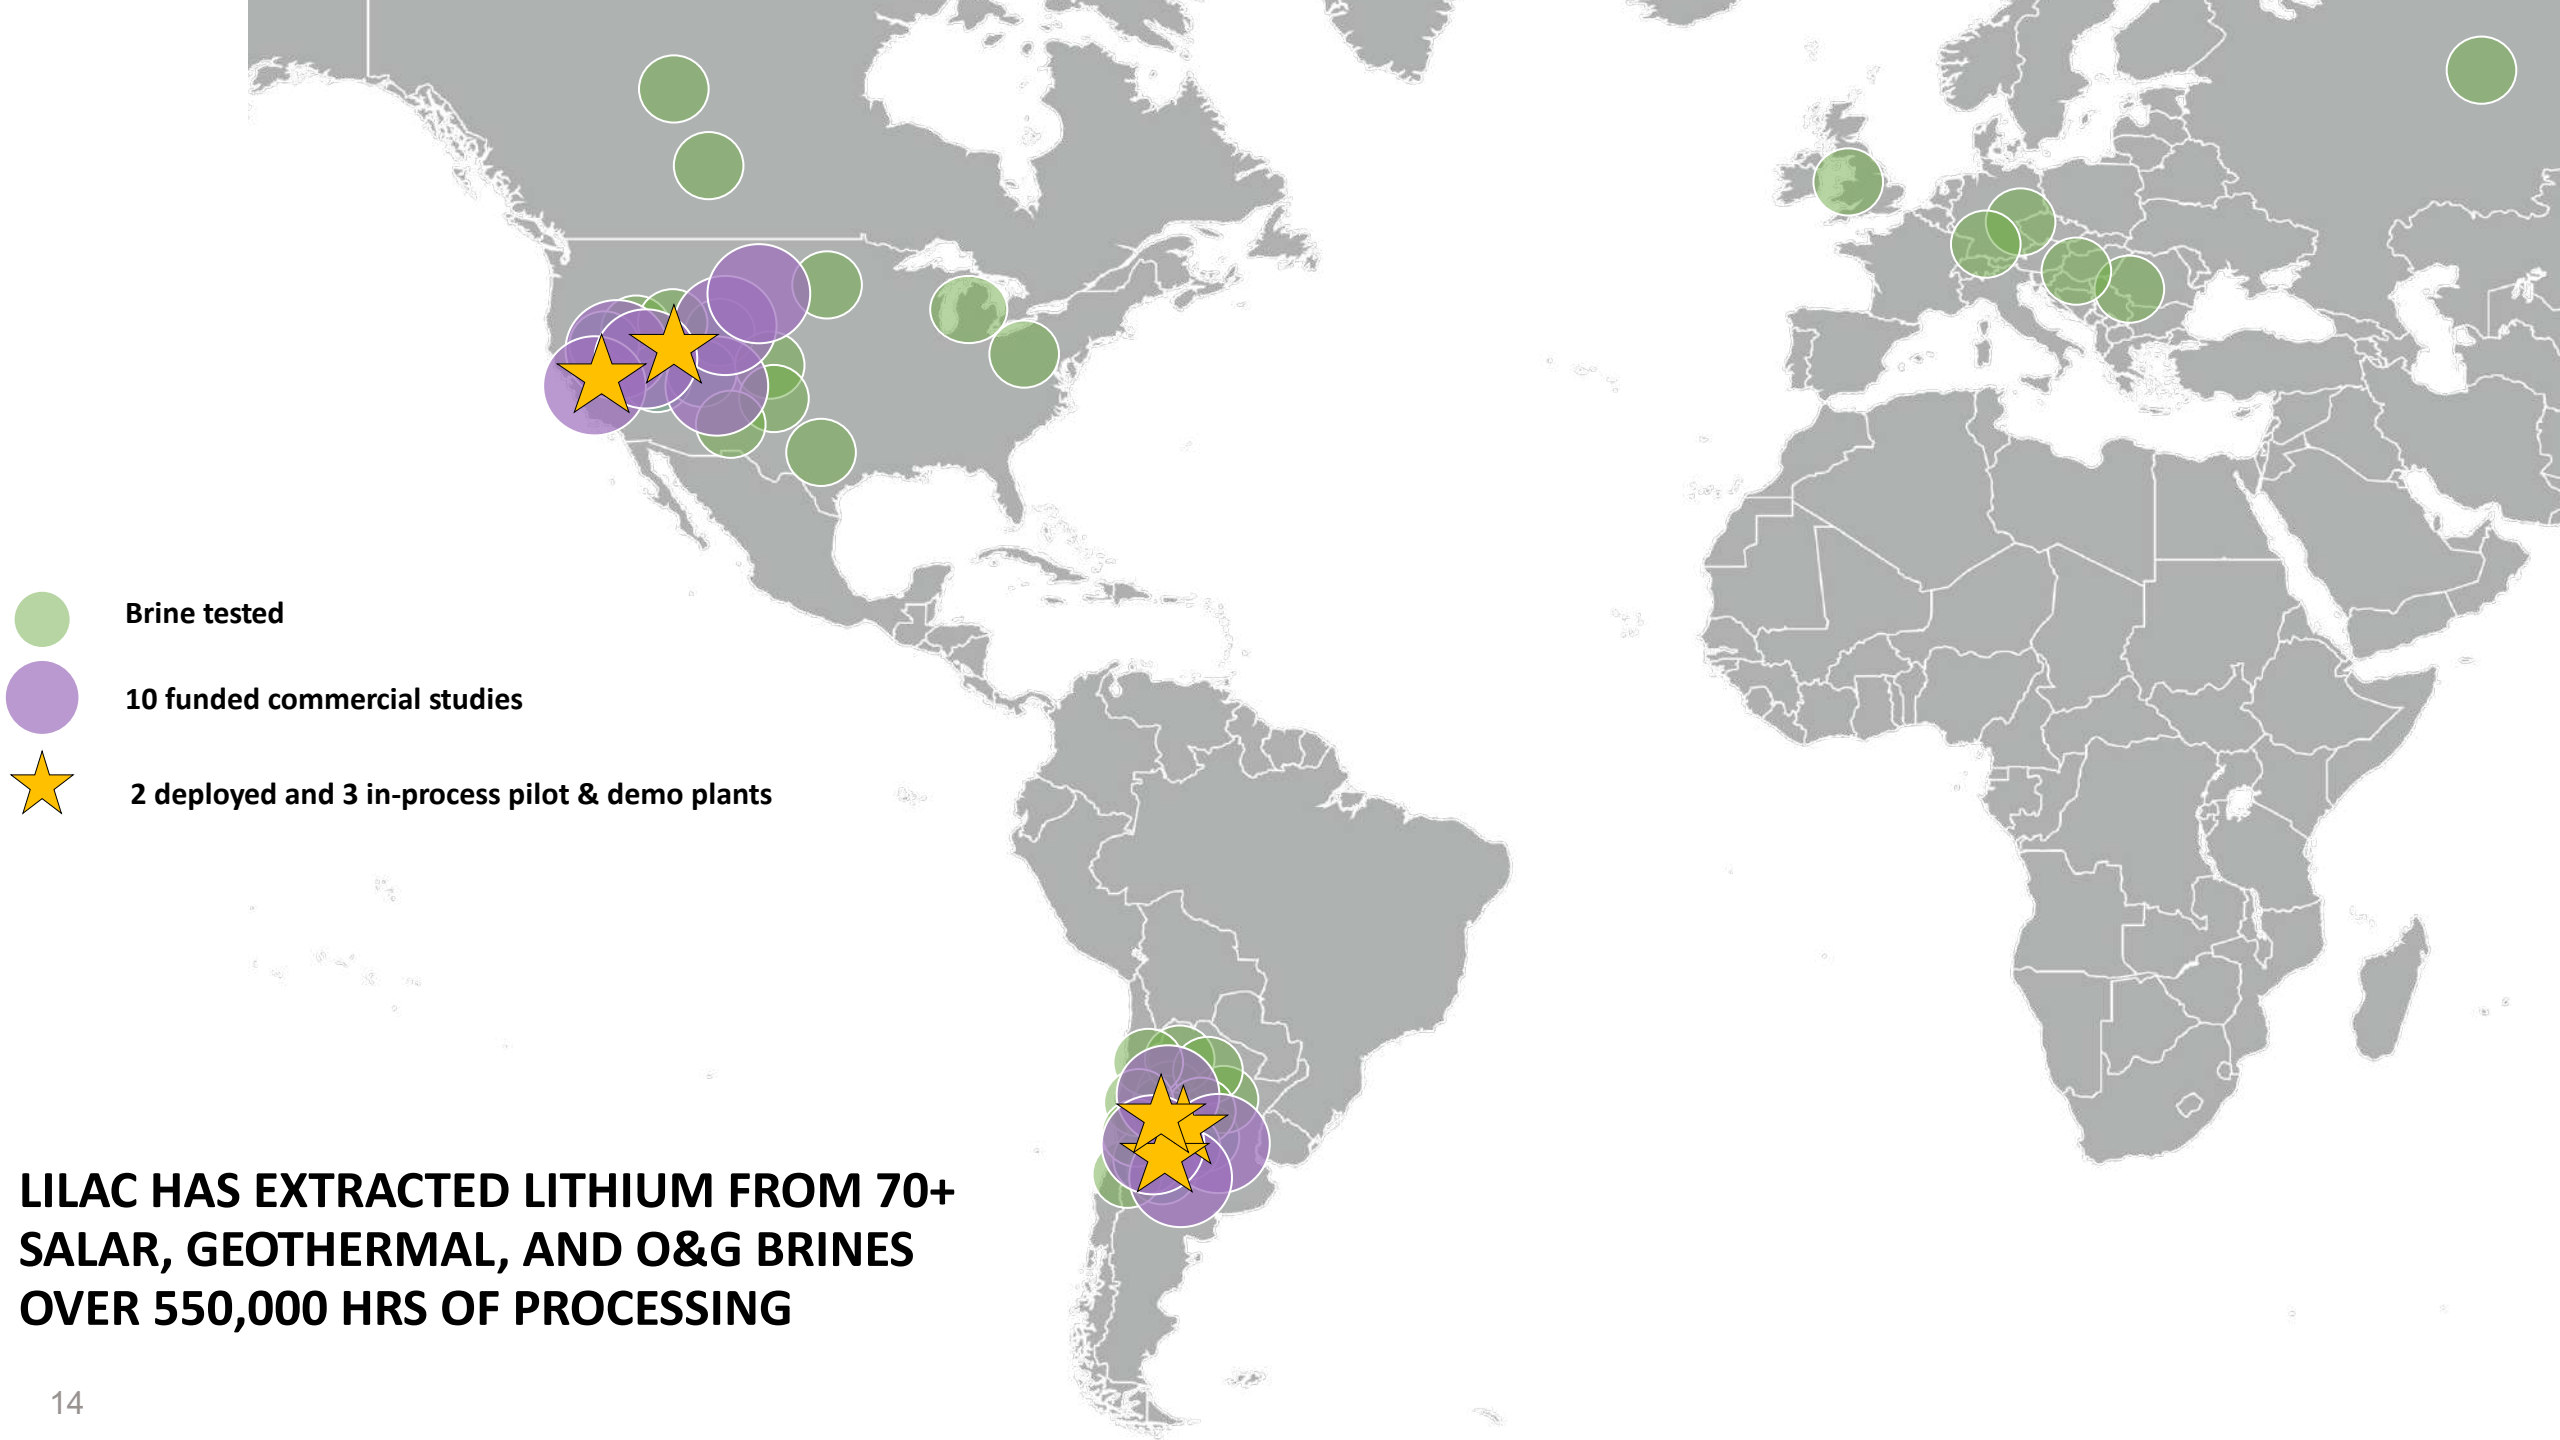 Brine tested
10 funded commercial studies
2 deployed and 3 in-process pilot & demo plants
LILAC HAS EXTRACTED LITHIUM FROM 70+
SALAR, GEOTHERMAL, AND O&G BRINES
OVER 550,000 HRS OF PROCESSING
14